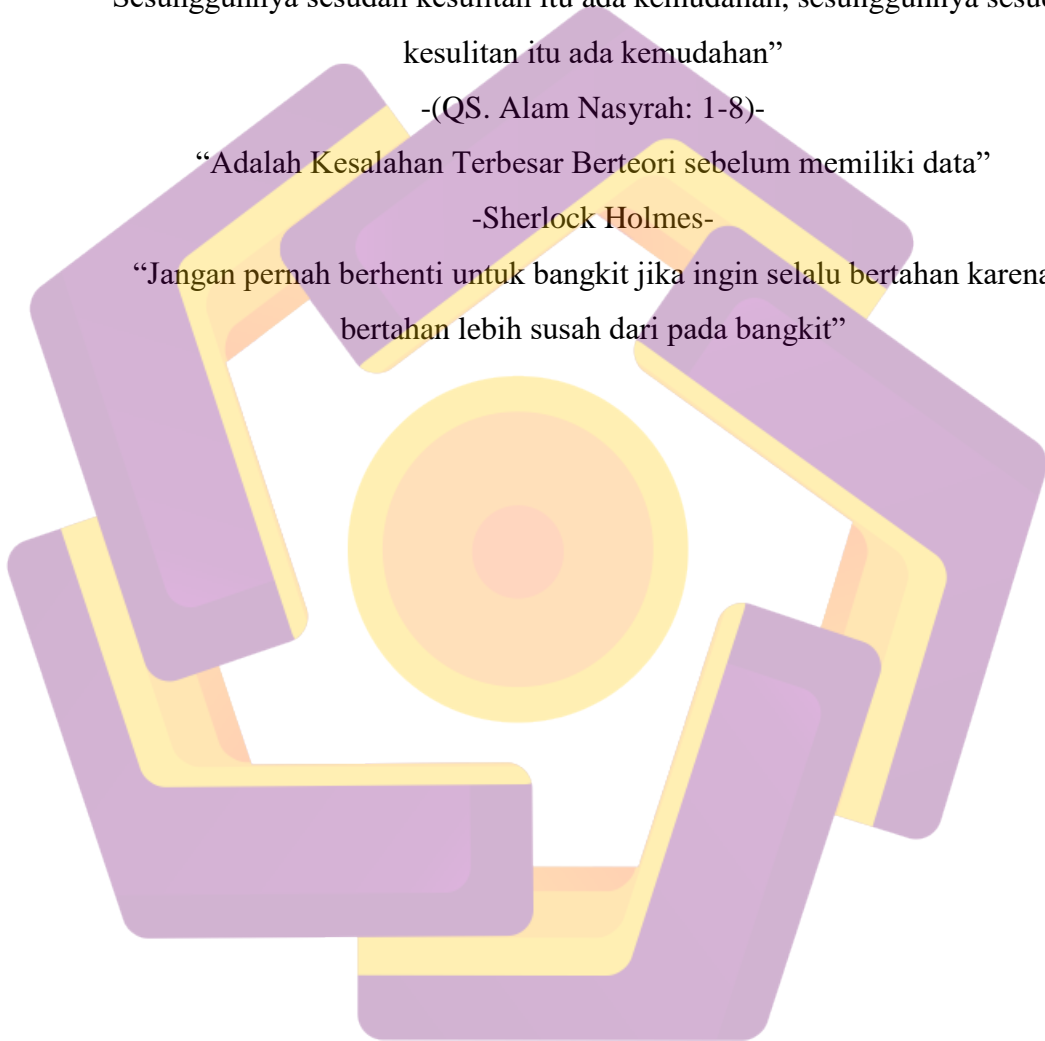 kesulitan itu ada kemudahan”
-(QS. Alam Nasyrah: 1-8)-
“Adalah Kesalahan Terbesar Berteori sebelum memiliki data”
-Sherlock Holmes-
“Jangan pernah berhenti untuk bangkit jika ingin selalu bertahan karena
bertahan lebih susah dari pada bangkit”